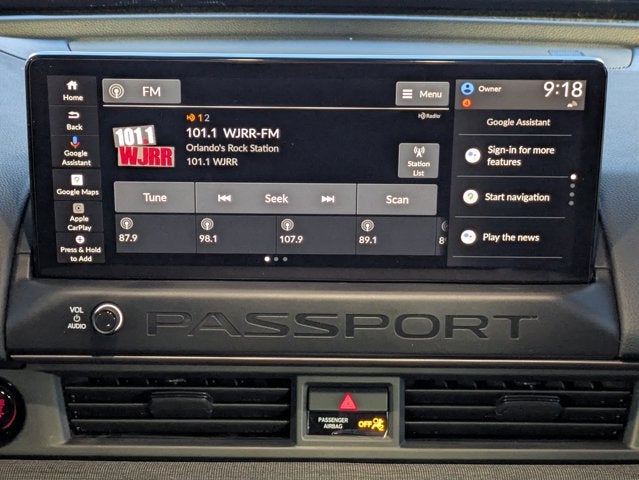 Home
Back
Google
Assistant
Google Maps
Apple
CarPlay
Press & Hold
to Add
FM
Menu
HD 1 2
HD Radio
101.1 WJRR-FM
Orlando's Rock Station
101.1 WJRR
101.1
WJRR
Station
List
Tune
Seek
Scan
87.9
98.1
107.9
89.1
Owner
9:18
Google Assistant
Sign-in for more
features
Start navigation
Play the news
VOL
AUDIO
PASSPORT
PASSENGER
AIRBAG
OFF